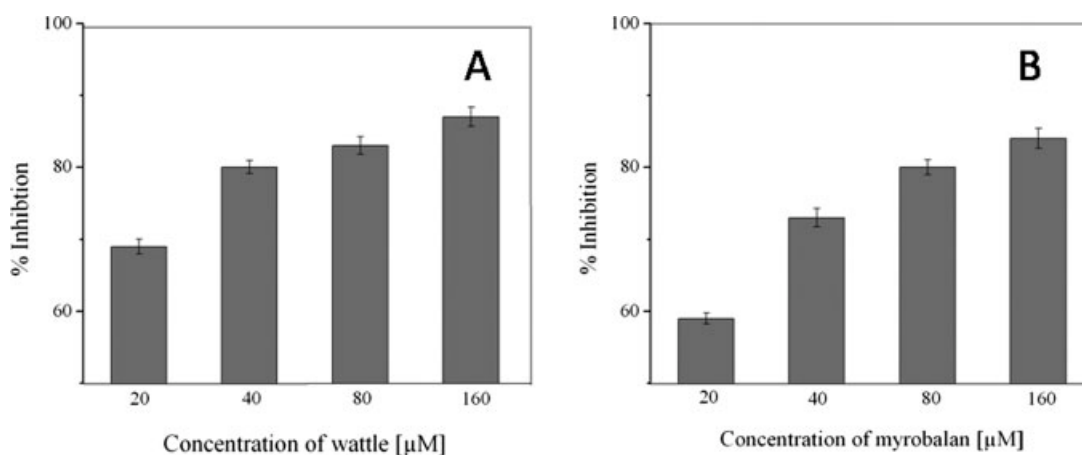 A
100
80
60
% Inhibtion
20 40 80 160
Concentration of wattle [µM]
B
100
80
60
% Inhibition
20 40 80 160
Concentration of myrobalan [µM]